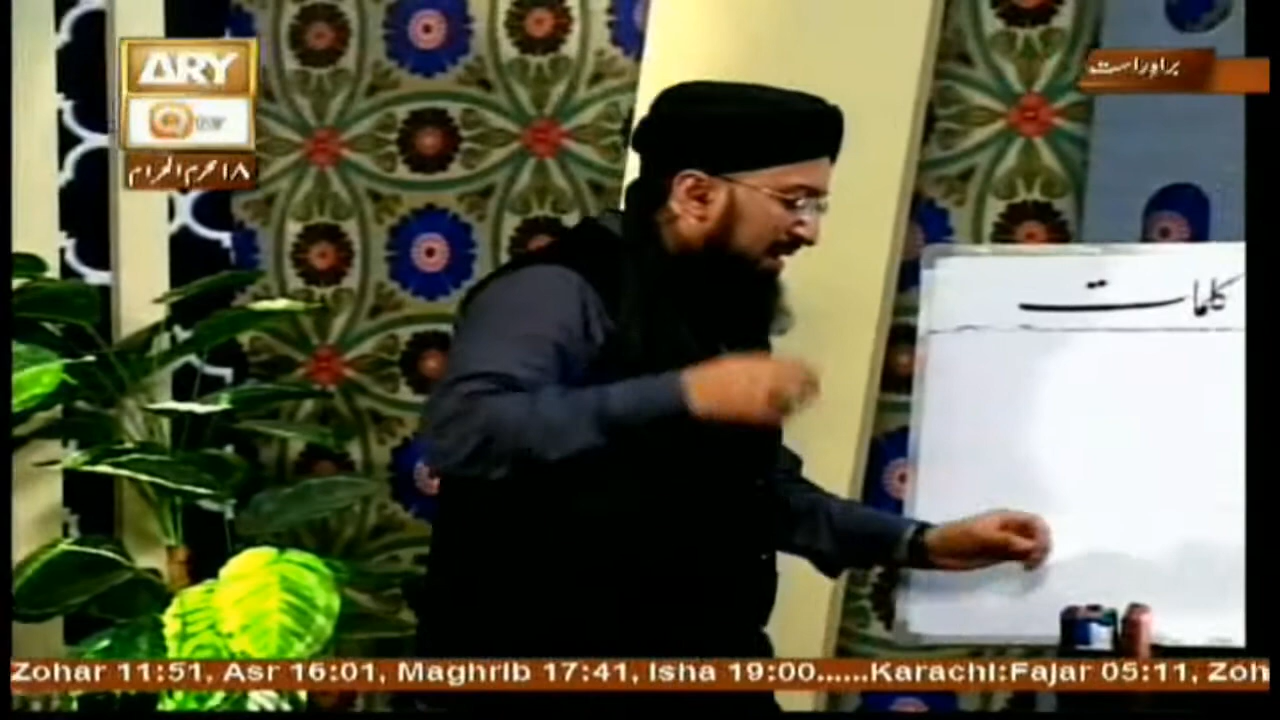 ARY
Qtv
براہِ راست
۱۸ محرم الحرام
کلمات
Zohar 11:51, Asr 16:01, Maghrib 17:41, Isha 19:00......Karachi:Fajar 05:11, Zoh